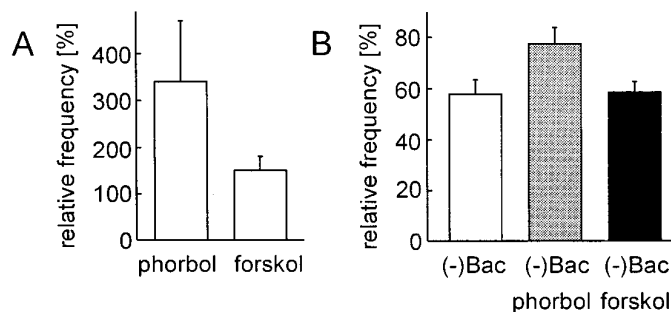 A
relative frequency [%]
400
300
200
100
0
phorbol forskol
B
relative frequency [%]
80
60
40
20
0
(-)Bac (-)Bac (-)Bac
phorbol forskol